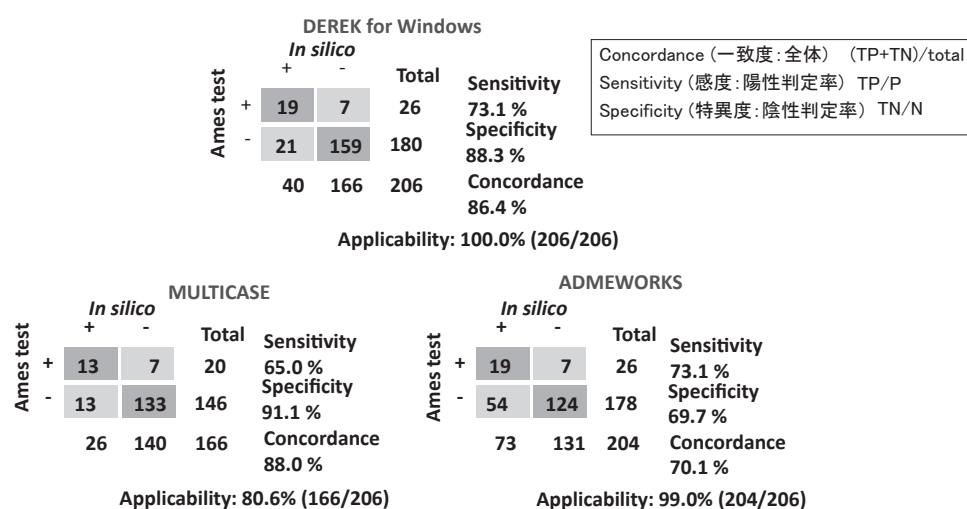 DEREK for Windows
In silico
+ -
Total
Ames test
+ 19 7 26
- 21 159 180
40 166 206
Sensitivity
73.1 %
Specificity
88.3 %
Concordance
86.4 %
Applicability: 100.0% (206/206)
Concordance (一致度:全体) (TP+TN)/total
Sensitivity (感度:陽性判定率) TP/P
Specificity (特異度:陰性判定率) TN/N
MULTICASE
In silico
+ -
Total
Ames test
+ 13 7 20
- 13 133 146
26 140 166
Sensitivity
65.0 %
Specificity
91.1 %
Concordance
88.0 %
Applicability: 80.6% (166/206)
ADMEWORKS
In silico
+ -
Total
Ames test
+ 19 7 26
- 54 124 178
73 131 204
Sensitivity
73.1 %
Specificity
69.7 %
Concordance
70.1 %
Applicability: 99.0% (204/206)